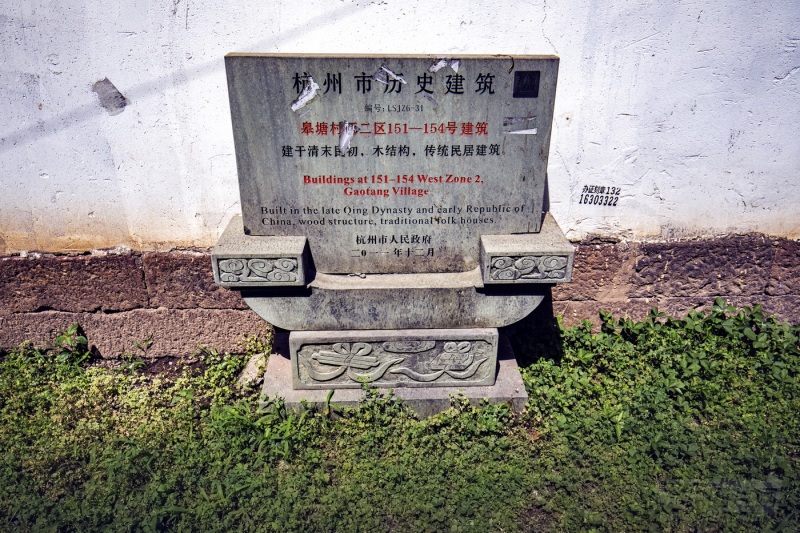 杭州市历史建筑
编号:LSJZ6-31
皋塘村西二区151—154号建筑
建于清末民初，木结构，传统民居建筑。
Buildings at 151–154 West Zone 2,
Gaotang Village
Built in the late Qing Dynasty and early Republic of
China, wood structure, traditional folk houses.
杭州市人民政府
二〇一一年十二月
办证刻章 132
16303322